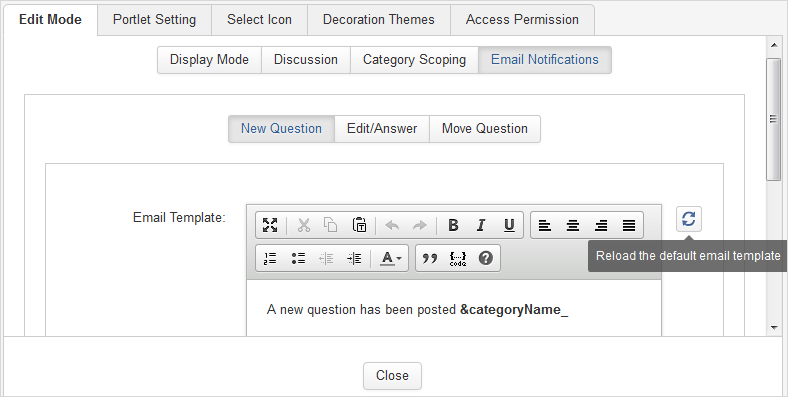 Edit Mode Portlet Setting Select Icon Decoration Themes Access Permission
Display Mode Discussion Category Scoping Email Notifications
New Question Edit/Answer Move Question
Email Template:
B I U
A
{...} code ?
Reload the default email template
A new question has been posted &categoryName_
Close